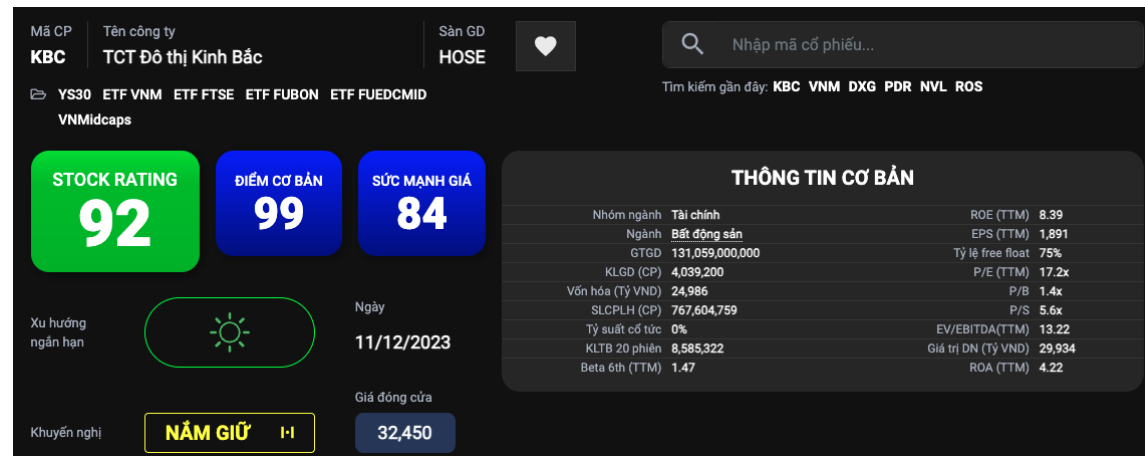 Mã CP Tên công ty Sàn GD
KBC TCT Đô thị Kinh Bắc HOSE
Nhập mã cổ phiếu...
Tìm kiếm gần đây: KBC VNM DXG PDR NVL ROS
YS30 ETF VNM ETF FTSE ETF FUBON ETF FUEDCMID
VNMidcaps
STOCK RATING
92
ĐIỂM CƠ BẢN
99
SỨC MẠNH GIÁ
84
Xu hướng
ngắn hạn
Ngày
11/12/2023
Khuyến nghị
NẮM GIỮ
Giá đóng cửa
32,450
THÔNG TIN CƠ BẢN
Nhóm ngành Tài chính ROE (TTM) 8.39
Ngành Bất động sản EPS (TTM) 1,891
GTGD 131,059,000,000 Tỷ lệ free float 75%
KLGD (CP) 4,039,200 P/E (TTM) 17.2x
Vốn hóa (Tỷ VND) 24,986 P/B 1.4x
SLCPLH (CP) 767,604,759 P/S 5.6x
Tỷ suất cổ tức 0% EV/EBITDA(TTM) 13.22
KLTB 20 phiên 8,585,322 Giá trị DN (Tỷ VND) 29,934
Beta 6th (TTM) 1.47 ROA (TTM) 4.22